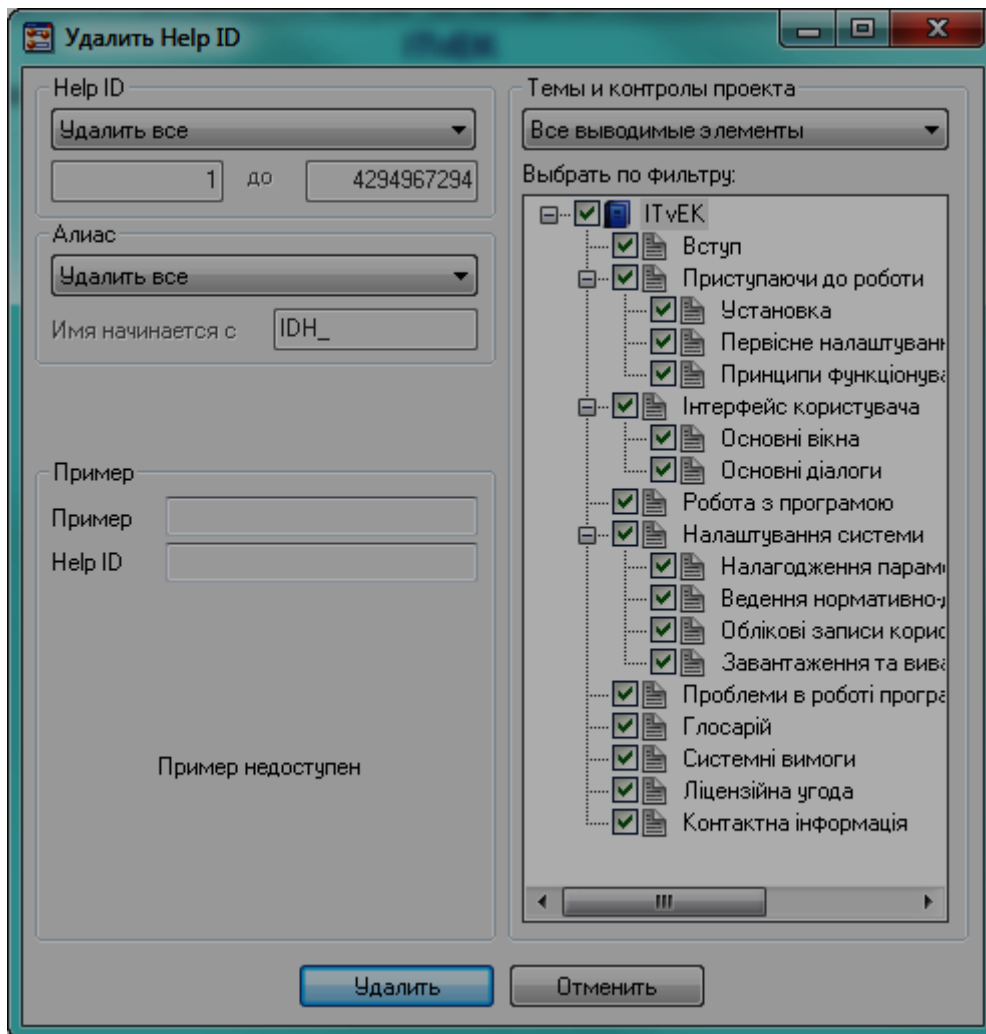 Удалить Help ID
Help ID
Удалить все
1 до 4294967294
Алиас
Удалить все
Имя начинается с IDH_
Пример
Пример
Help ID
Пример недоступен
Темы и контролы проекта
Все выводимые элементы
Выбрать по фильтру:
ITvEK
Вступ
Приступаючи до роботи
Установка
Первісне налаштуванн
Принципи функціонува
Інтерфейс користувача
Основні вікна
Основні діалоги
Робота з програмою
Налаштування системи
Налагодження парам
Ведення нормативно-д
Облікові записи корис
Завантаження та вива
Проблеми в роботі програ
Глосарій
Системні вимоги
Ліцензійна угода
Контактна інформація
Удалить
Отменить